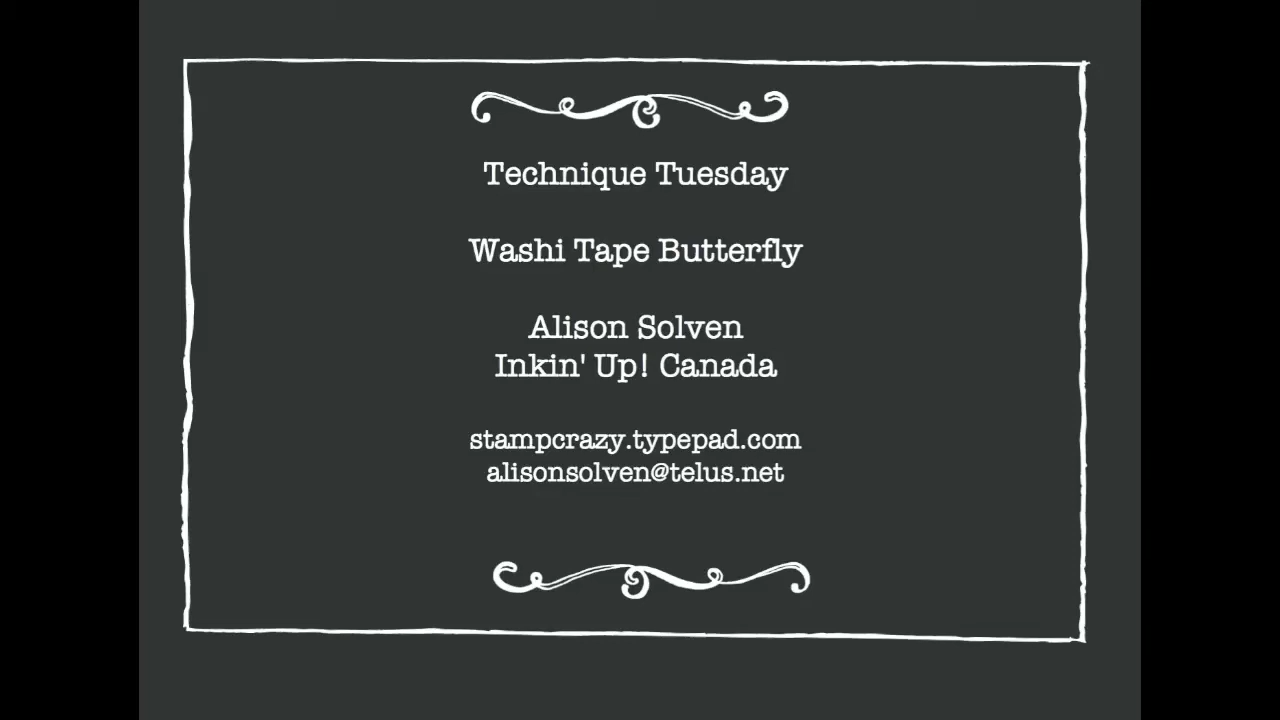 Technique Tuesday
Washi Tape Butterfly
Alison Solven
Inkin' Up! Canada
stampcrazy.typepad.com
alisonsolven@telus.net